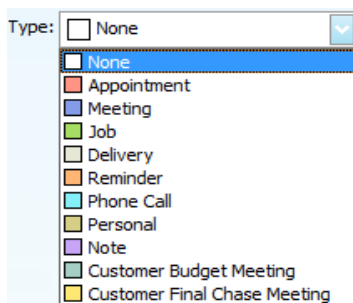 Type: None
None
Appointment
Meeting
Job
Delivery
Reminder
Phone Call
Personal
Note
Customer Budget Meeting
Customer Final Chase Meeting